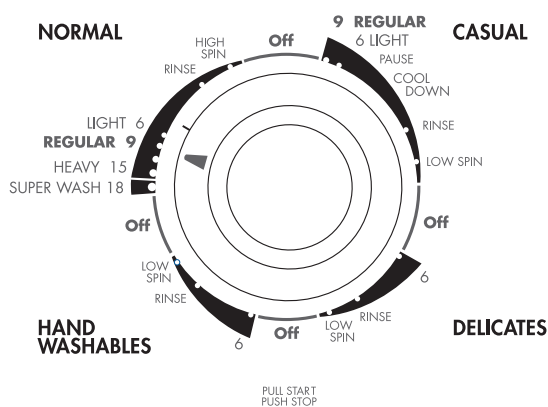 NORMAL
HIGH
SPIN
RINSE
LIGHT 6
REGULAR 9
HEAVY 15
SUPER WASH 18
Off
9 REGULAR
6 LIGHT
PAUSE
COOL
DOWN
RINSE
LOW SPIN
CASUAL
Off
Off
LOW
SPIN
RINSE
6
HAND
WASHABLES
Off
6
RINSE
LOW
SPIN
DELICATES
PULL START
PUSH STOP